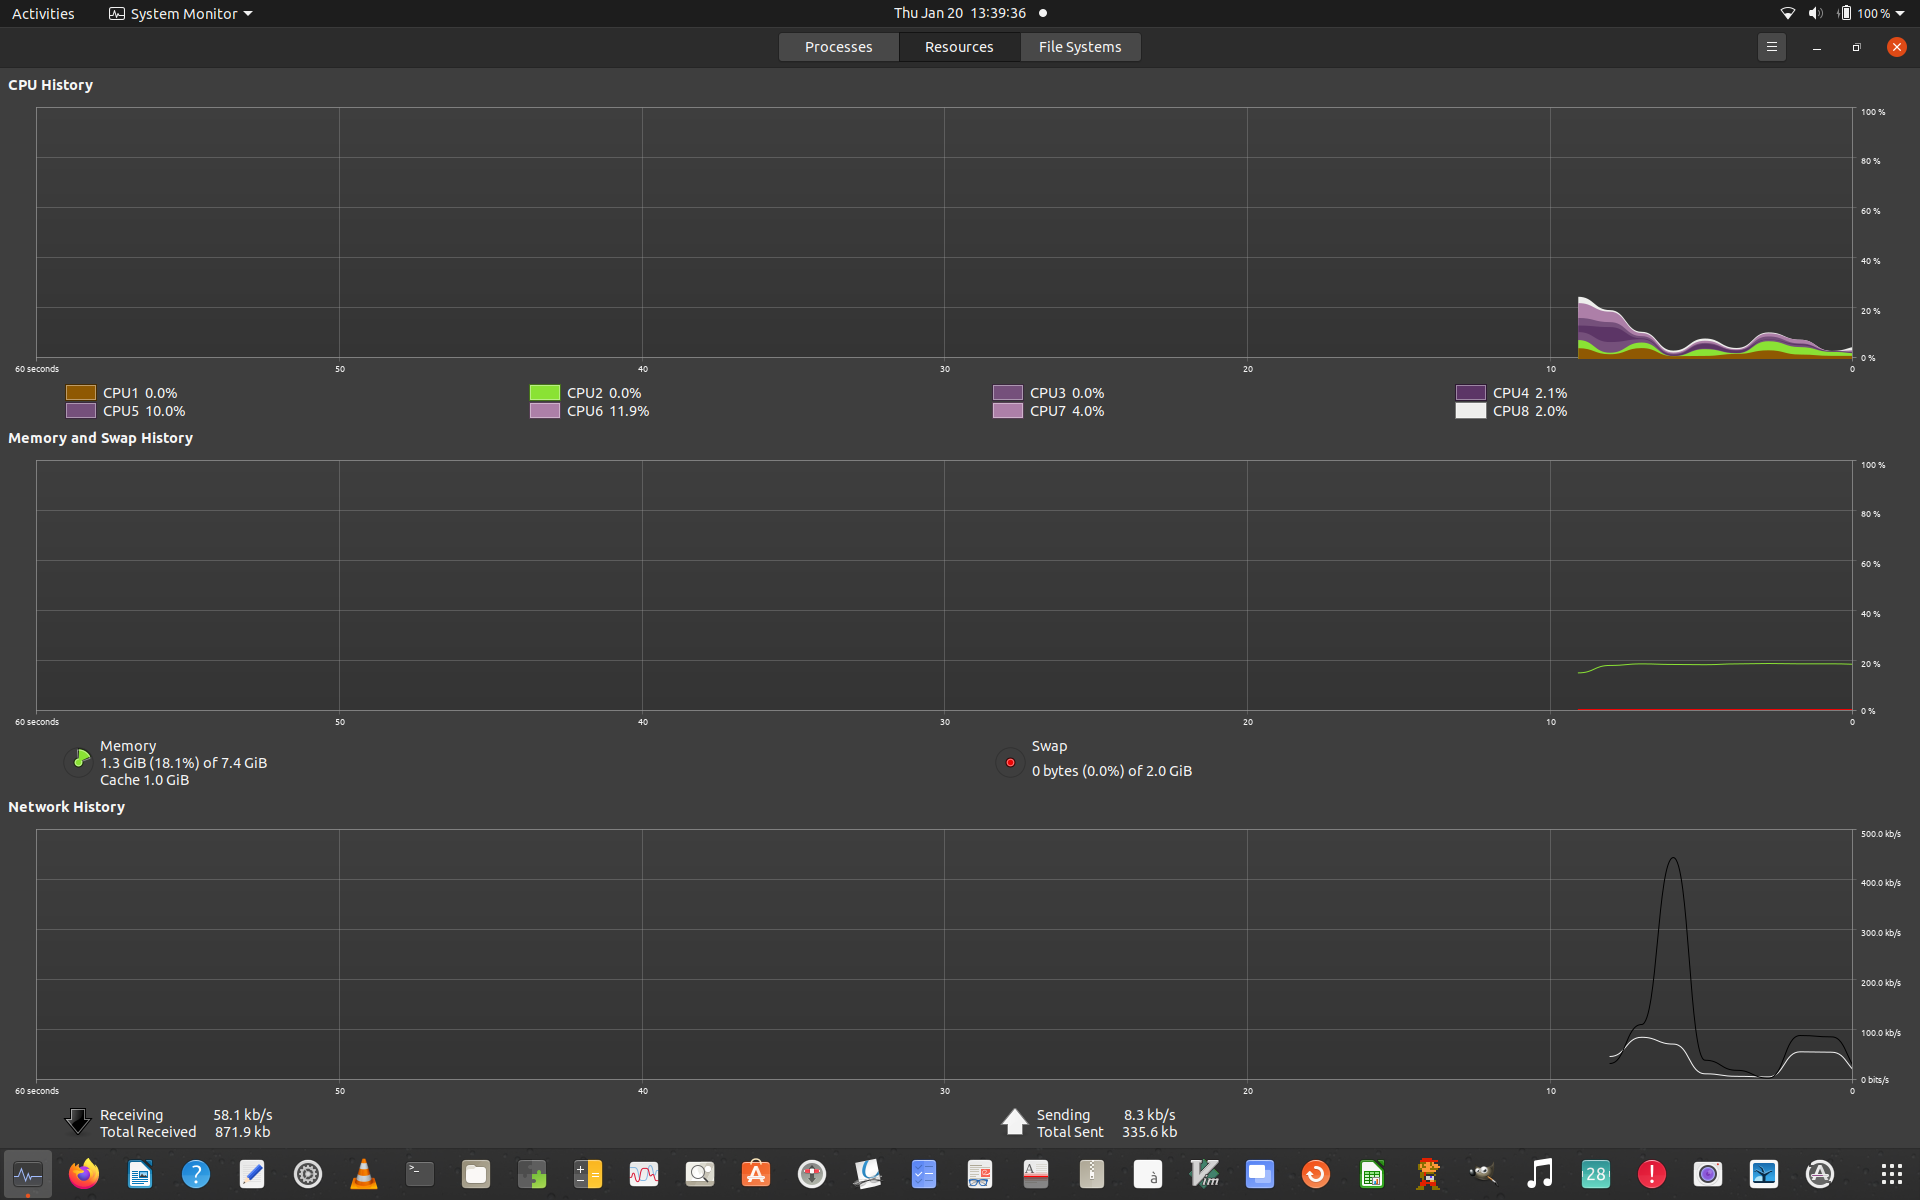 Activities
System Monitor
Thu Jan 20 13:39:36
100 %
Processes
Resources
File Systems
CPU History
100 %
80 %
60 %
40 %
20 %
0 %
60 seconds
50
40
30
20
10
0
CPU1 0.0%
CPU2 0.0%
CPU3 0.0%
CPU4 2.1%
CPU5 10.0%
CPU6 11.9%
CPU7 4.0%
CPU8 2.0%
Memory and Swap History
100 %
80 %
60 %
40 %
20 %
0 %
60 seconds
50
40
30
20
10
0
Memory
1.3 GiB (18.1%) of 7.4 GiB
Cache 1.0 GiB
Swap
0 bytes (0.0%) of 2.0 GiB
Network History
500.0 kb/s
400.0 kb/s
300.0 kb/s
200.0 kb/s
100.0 kb/s
0 bits/s
60 seconds
50
40
30
20
10
0
Receiving 58.1 kb/s
Total Received 871.9 kb
Sending 8.3 kb/s
Total Sent 335.6 kb
?
>_
A
à
Vim
28
!